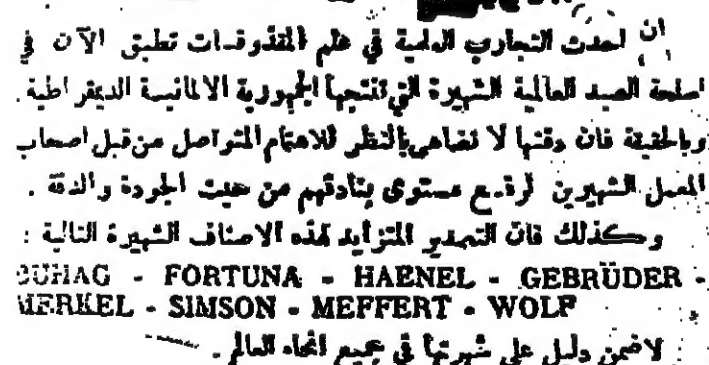 ان احدث التجارب العلمية في علم المقذوفات تطبق الآن في
اسلحة الصيد العالمية الشهيرة التي تنتجها الجمهورية الالمانية الديمقراطية .
وبالحقيقة فان دقتها لا تضاهى بالنظر للاهتمام المتواصل من قبل اصحاب
المعمل الشهيرين لرفع مستوى بنادقهم من حيث الجودة والدقة .
وكذلك فان التصدير المتزايد لهذه الاصناف الشهيرة التالية :
BUHAG - FORTUNA - HAENEL - GEBRÜDER -
MERKEL - SIMSON - MEFFERT - WOLF
لاضمن دليل على شهرتها في جميع انحاء العالم .